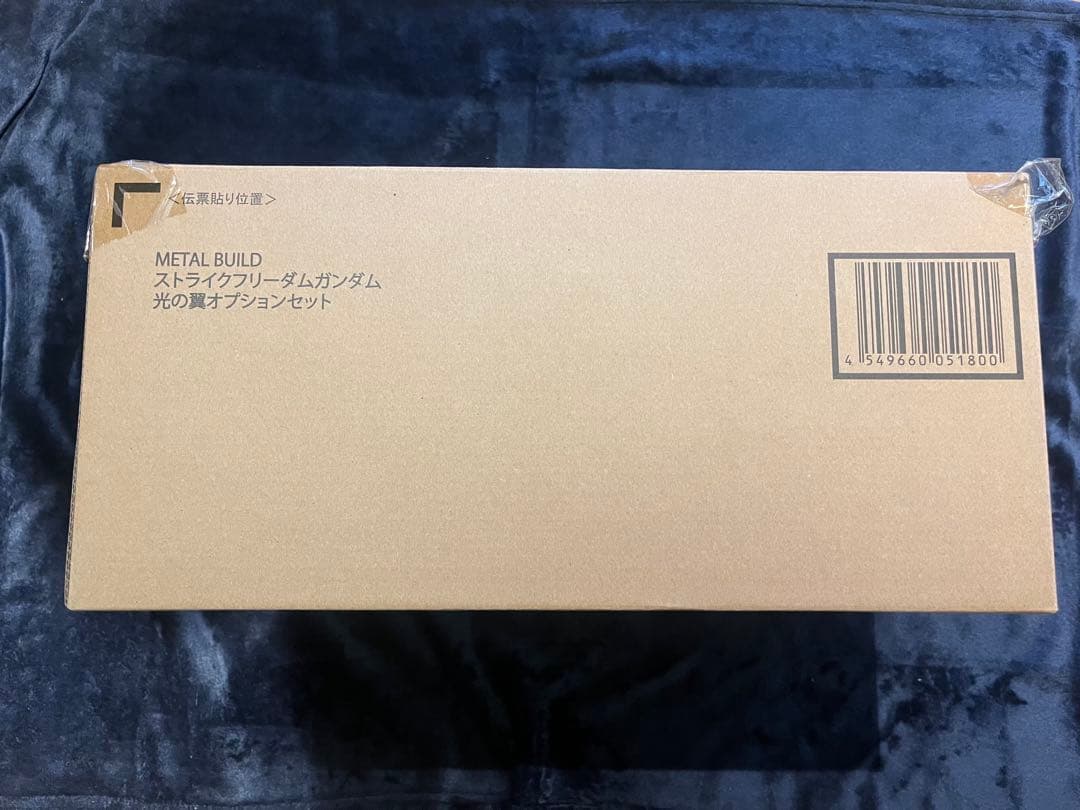 <伝票貼り位置>
METAL BUILD
ストライクフリーダムガンダム
光の翼オプションセット
4 549660 051800